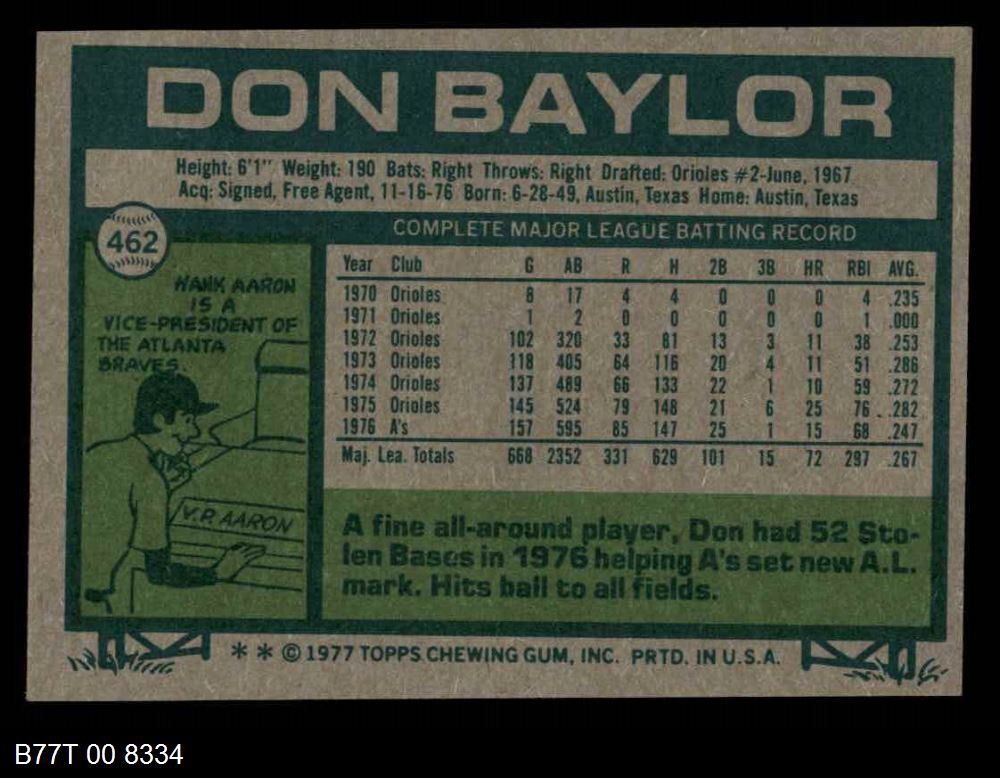 DON BAYLOR
Height: 6'1" Weight: 190 Bats: Right Throws: Right Drafted: Orioles #2-June, 1967
Acq: Signed, Free Agent, 11-16-76 Born: 6-28-49, Austin, Texas Home: Austin, Texas
462
COMPLETE MAJOR LEAGUE BATTING RECORD
Year Club G AB R H 2B 3B HR RBI AVG.
1970 Orioles 8 17 4 4 0 0 0 4 .235
1971 Orioles 1 2 0 0 0 0 0 1 .000
1972 Orioles 102 320 33 81 13 3 11 38 .253
1973 Orioles 118 405 64 116 20 4 11 51 .286
1974 Orioles 137 489 66 133 22 1 10 59 .272
1975 Orioles 145 524 79 148 21 6 25 76 .282
1976 A's 157 595 85 147 25 1 15 68 .247
Maj. Lea. Totals 668 2352 331 629 101 15 72 297 .267
HANK AARON
IS A
VICE-PRESIDENT OF
THE ATLANTA
BRAVES.
V.P. AARON
A fine all-around player, Don had 52 Sto-
len Bases in 1976 helping A's set new A.L.
mark. Hits ball to all fields.
** © 1977 TOPPS CHEWING GUM, INC. PRTD. IN U.S.A.
B77T 00 8334